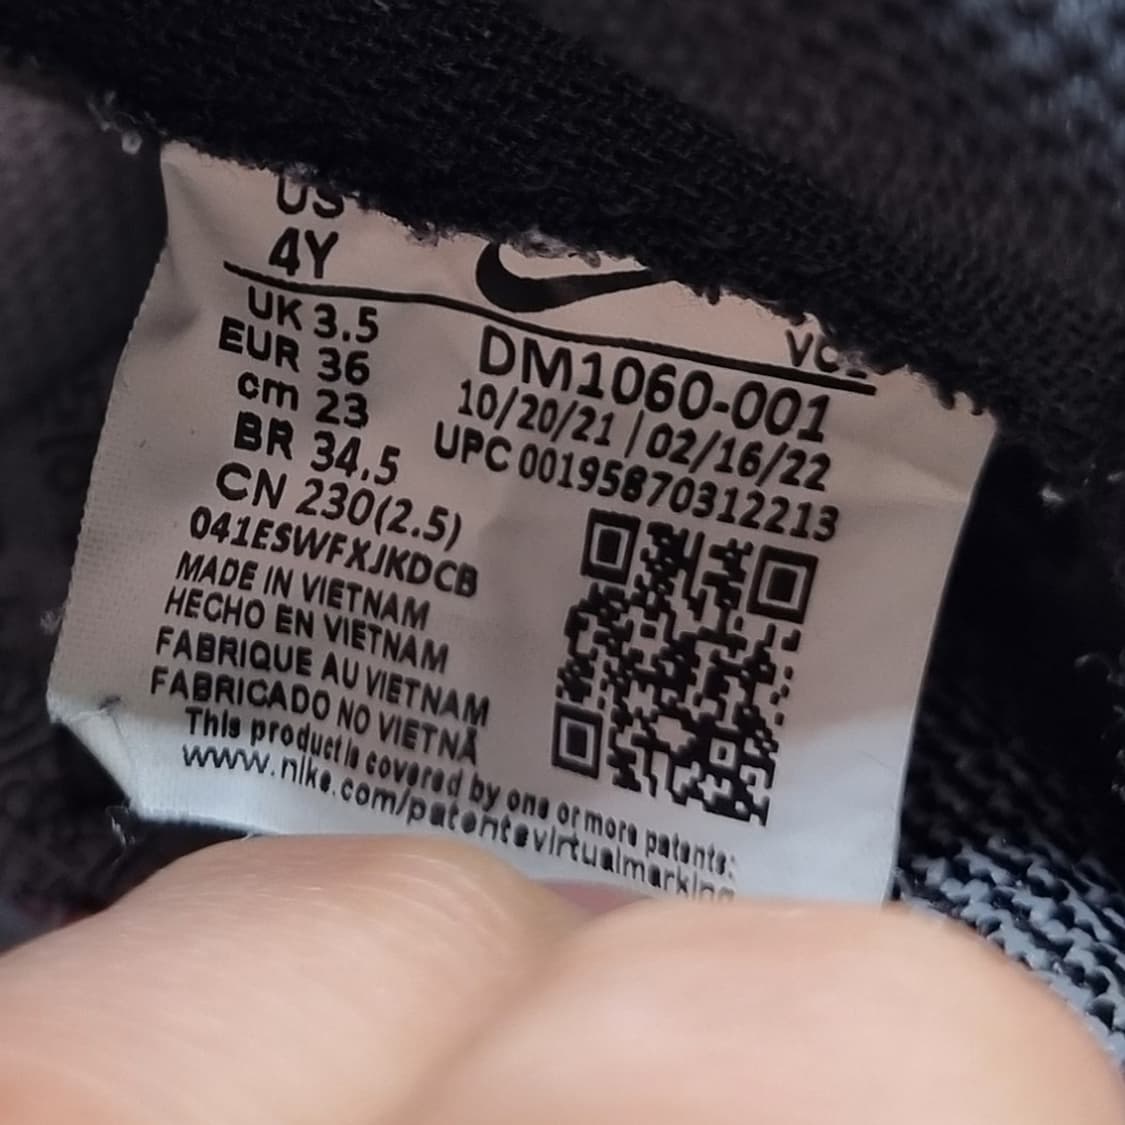 US
4Y
UK 3.5
EUR 36
cm 23
BR 34.5
CN 230(2.5)
041ESWFXJKDCB
MADE IN VIETNAM
HECHO EN VIETNAM
FABRIQUE AU VIETNAM
FABRICADO NO VIETNÃ
This product is covered by one or more patents:
www.nike.com/patentsvirtualmarking
DM1060-001
10/20/21 | 02/16/22
UPC 00195870312213